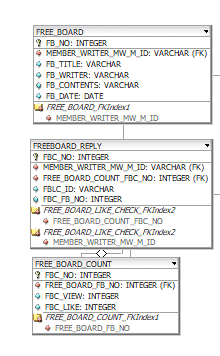 FREE_BOARD
FB_NO: INTEGER
MEMBER_WRITER_MW_M_ID: VARCHAR (FK)
FB_TITLE: VARCHAR
FB_WRITER: VARCHAR
FB_CONTENTS: VARCHAR
FB_DATE: DATE
FREE_BOARD_FKIndex1
MEMBER_WRITER_MW_M_ID
FREEBOARD_REPLY
FBC_NO: INTEGER
MEMBER_WRITER_MW_M_ID: VARCHAR (FK)
FREE_BOARD_COUNT_FBC_NO: INTEGER (FK)
FBLC_ID: VARCHAR
FB_FB_NO: INTEGER
FREE_BOARD_LIKE_CHECK_FKIndex2
FREE_BOARD_COUNT_FBC_NO
FREE_BOARD_LIKE_CHECK_FKIndex2
MEMBER_WRITER_MW_M_ID
FREE_BOARD_COUNT
FBC_NO: INTEGER
FREE_BOARD_FB_NO: INTEGER (FK)
FBC_VIEW: INTEGER
FBC_LIKE: INTEGER
FREE_BOARD_COUNT_FKIndex1
FREE_BOARD_FB_NO